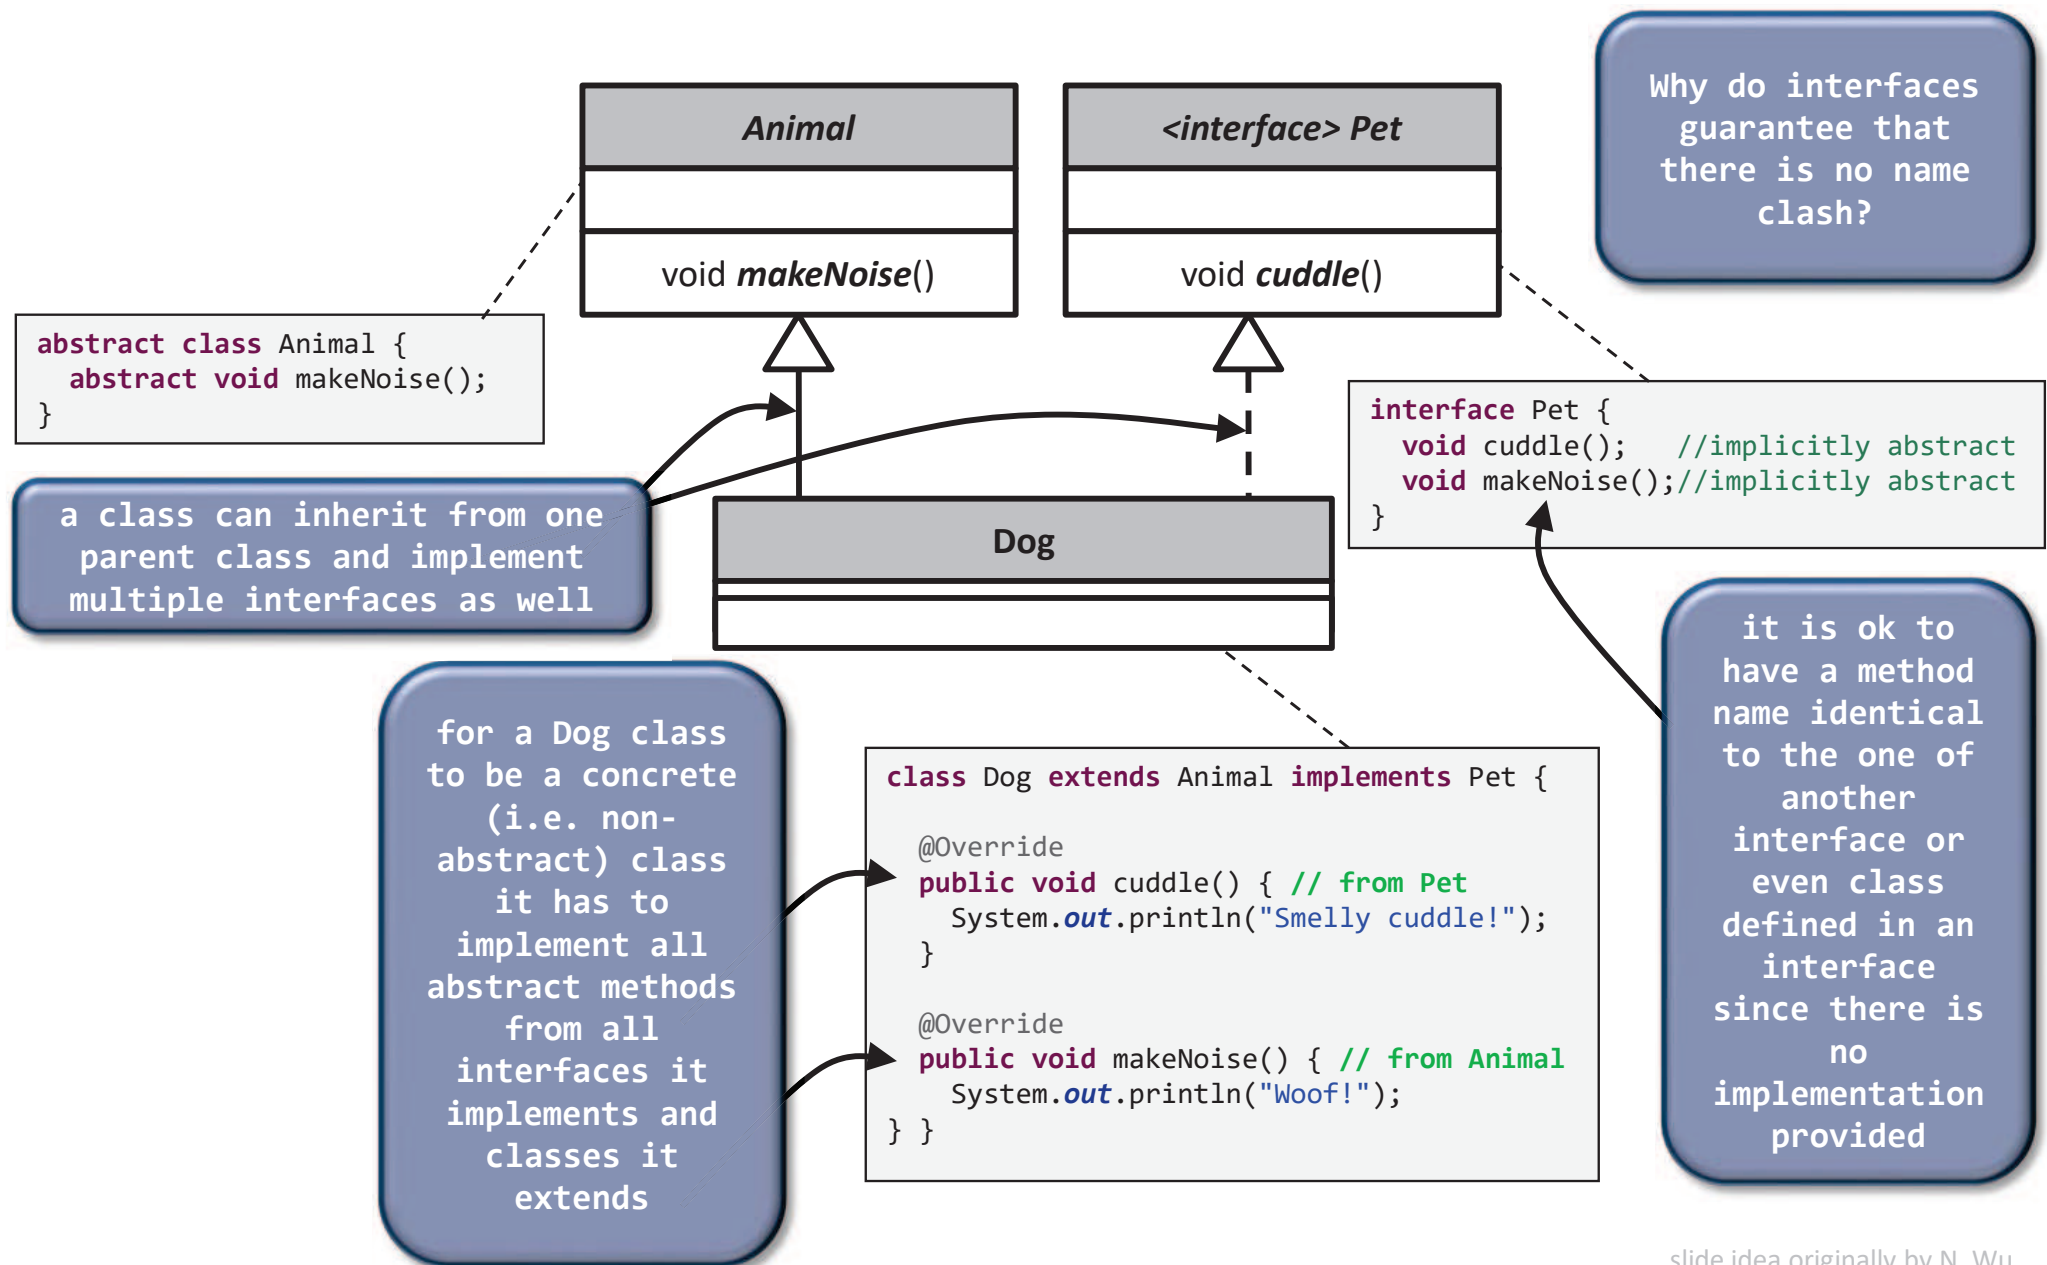 Animal
void makeNoise()
<interface> Pet
void cuddle()
Why do interfaces
guarantee that
there is no name
clash?
abstract class Animal {
  abstract void makeNoise();
}
interface Pet {
  void cuddle();   //implicitly abstract
  void makeNoise();//implicitly abstract
}
a class can inherit from one
parent class and implement
multiple interfaces as well
Dog
it is ok to
have a method
name identical
to the one of
another
interface or
even class
defined in an
interface
since there is
no
implementation
provided
for a Dog class
to be a concrete
(i.e. non-
abstract) class
it has to
implement all
abstract methods
from all
interfaces it
implements and
classes it
extends
class Dog extends Animal implements Pet {
  @Override
  public void cuddle() { // from Pet
    System.out.println("Smelly cuddle!");
  }
  @Override
  public void makeNoise() { // from Animal
    System.out.println("Woof!");
} }
slide idea originally by N. Wu